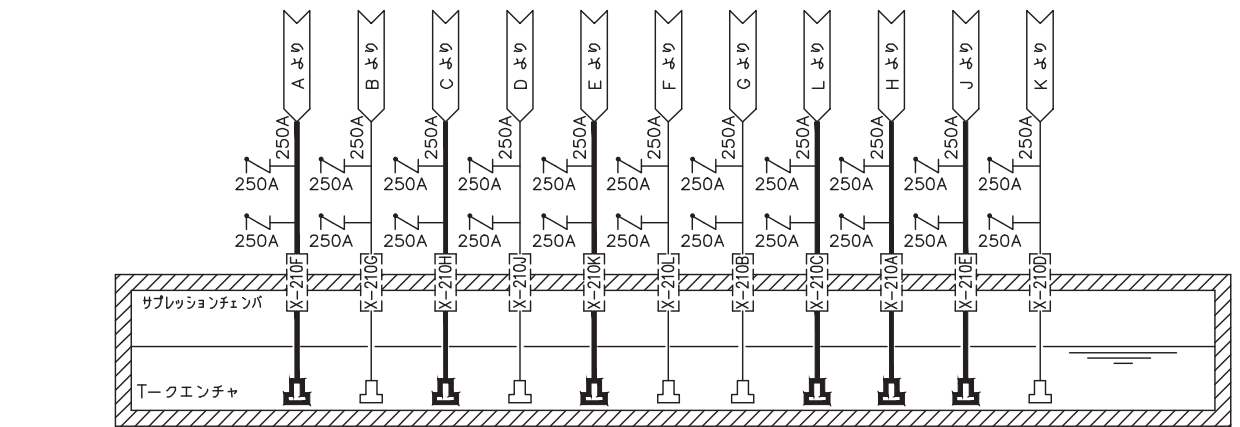 Aより Bより Cより Dより Eより Fより Gより Lより Hより Jより Kより
250A 250A 250A 250A 250A 250A 250A 250A 250A 250A 250A
250A 250A 250A 250A 250A 250A 250A 250A 250A 250A 250A
250A 250A 250A 250A 250A 250A 250A 250A 250A 250A 250A
X-210F X-210G X-210H X-210J X-210K X-210L X-210B X-210C X-210A X-210E X-210D
サプレッションチェンバ
Tークエンチャ